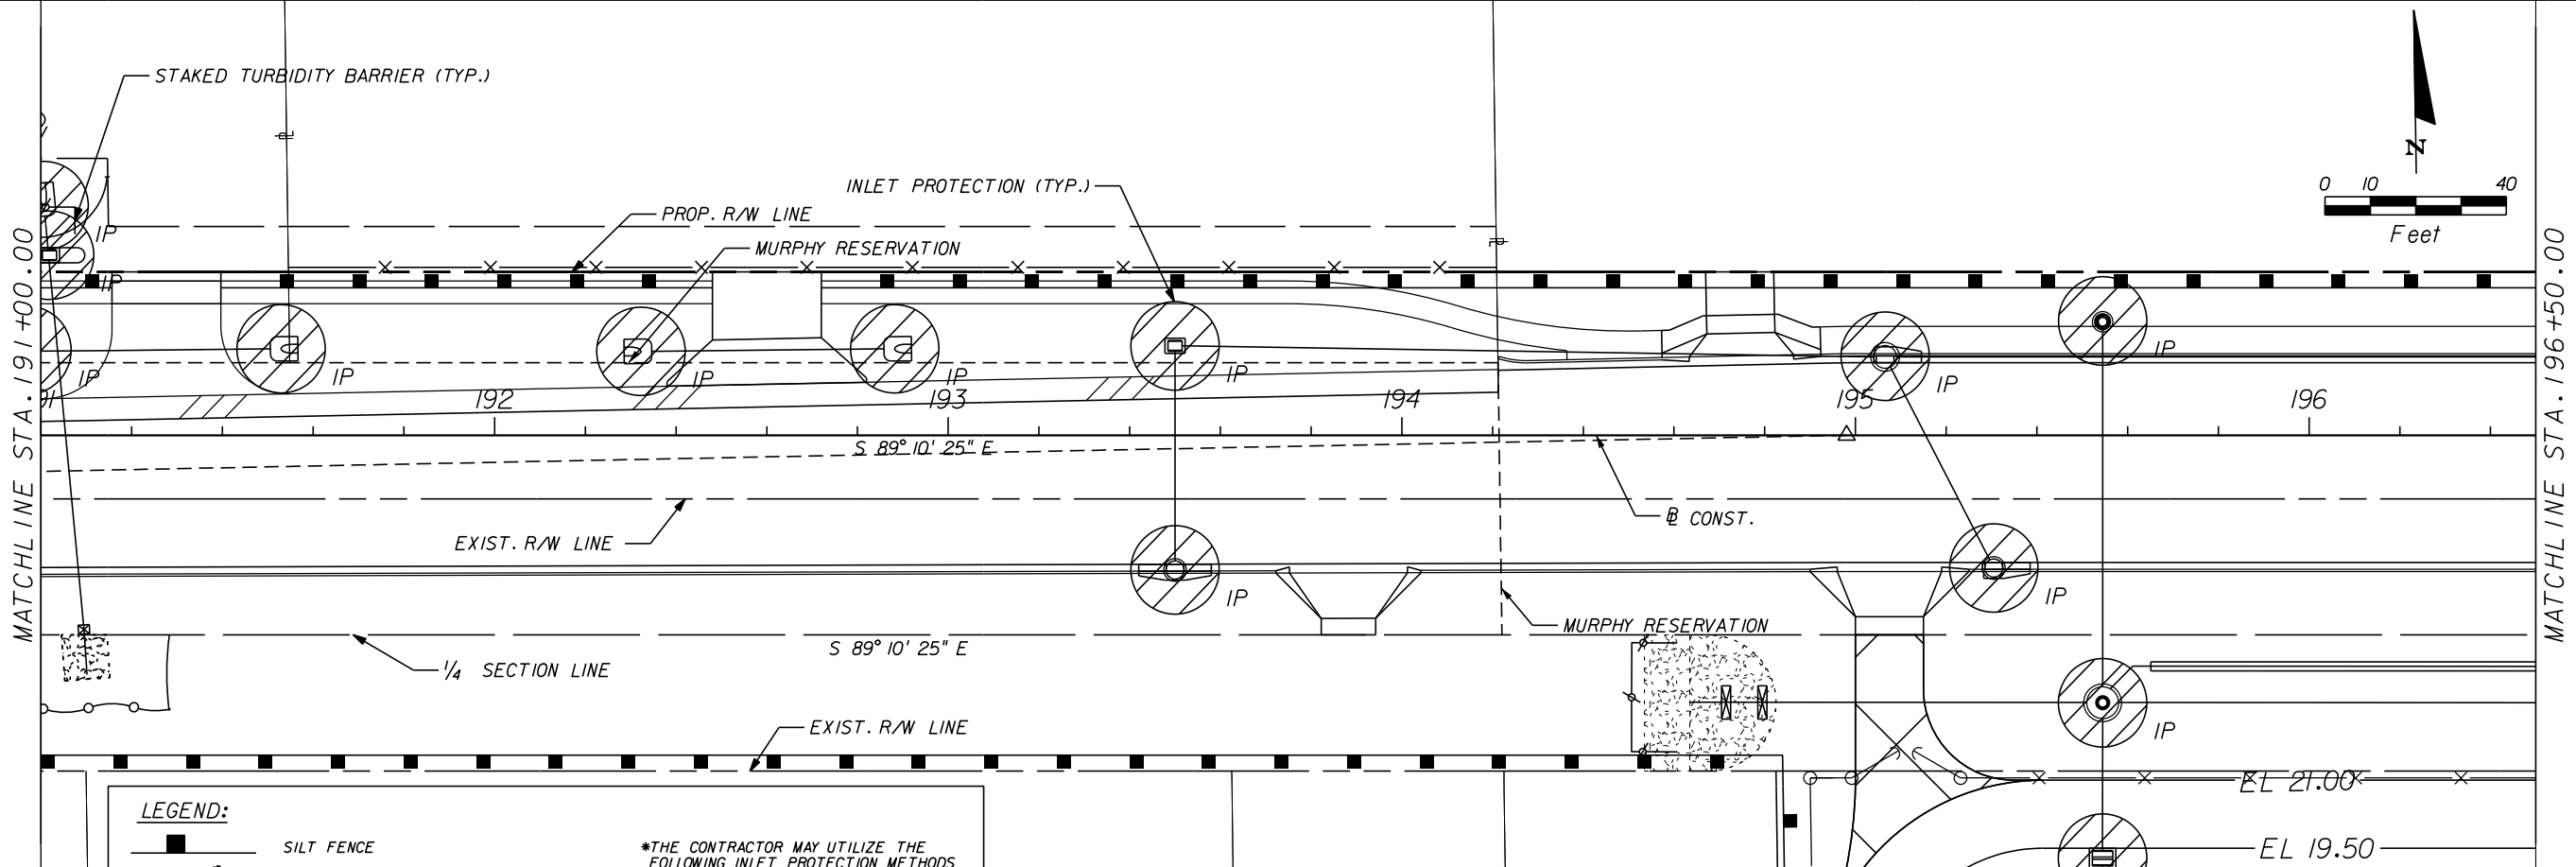 STAKED TURBIDITY BARRIER (TYP.)
INLET PROTECTION (TYP.)
PROP. R/W LINE
MURPHY RESERVATION
N
0 10 40
Feet
MATCHLINE STA. 191+00.00
MATCHLINE STA. 196+50.00
IP
IP
IP
IP
IP
IP
IP
IP
IP
192
193
194
195
196
S 89° 10' 25" E
EXIST. R/W LINE
CONST.
IP
IP
MURPHY RESERVATION
S 89° 10' 25" E
1/4 SECTION LINE
EXIST. R/W LINE
IP
EL 21.00
EL 19.50
LEGEND:
SILT FENCE
*THE CONTRACTOR MAY UTILIZE THE
FOLLOWING INLET PROTECTION METHODS